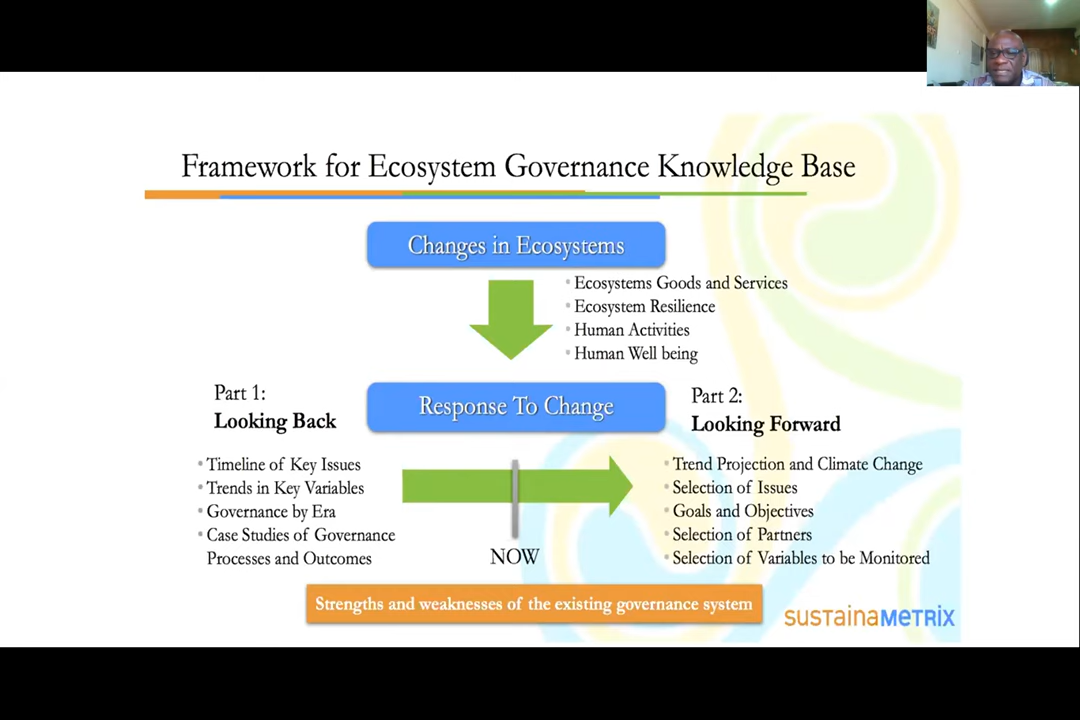 Framework for Ecosystem Governance Knowledge Base
Changes in Ecosystems
Ecosystems Goods and Services
Ecosystem Resilience
Human Activities
Human Well being
Part 1:
Looking Back
Response To Change
Part 2:
Looking Forward
Timeline of Key Issues
Trends in Key Variables
Governance by Era
Case Studies of Governance
Processes and Outcomes
NOW
Trend Projection and Climate Change
Selection of Issues
Goals and Objectives
Selection of Partners
Selection of Variables to be Monitored
Strengths and weaknesses of the existing governance system
sustainaMetrix